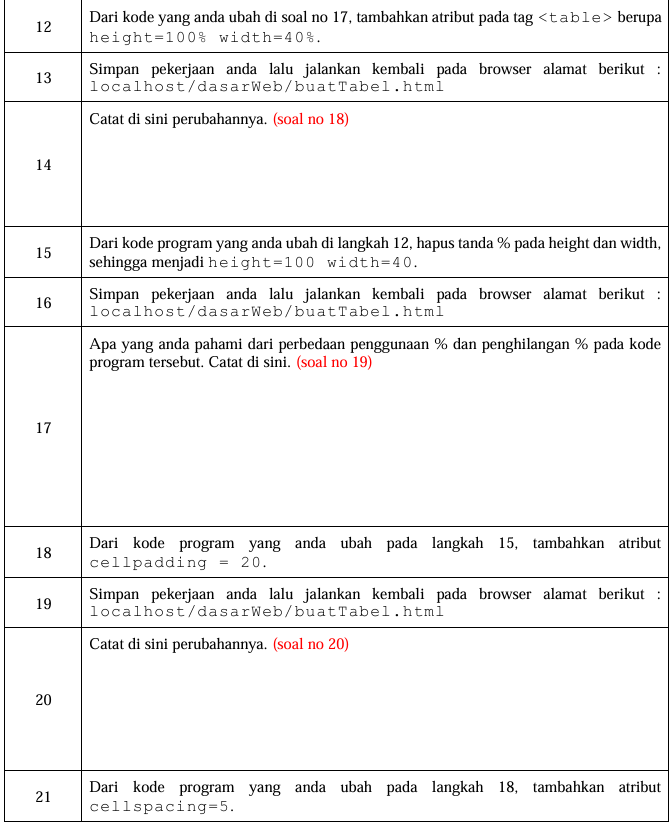 12
Dari kode yang anda ubah di soal no 17, tambahkan atribut pada tag <table> berupa
height=100% width=40%.
13
Simpan pekerjaan anda lalu jalankan kembali pada browser alamat berikut :
localhost/dasarWeb/buatTabel.html
14
Catat di sini perubahannya. (soal no 18)
15
Dari kode program yang anda ubah di langkah 12, hapus tanda % pada height dan width,
sehingga menjadi height=100 width=40.
16
Simpan pekerjaan anda lalu jalankan kembali pada browser alamat berikut :
localhost/dasarWeb/buatTabel.html
17
Apa yang anda pahami dari perbedaan penggunaan % dan penghilangan % pada kode
program tersebut. Catat di sini. (soal no 19)
18
Dari kode program yang anda ubah pada langkah 15, tambahkan atribut
cellpadding = 20.
19
Simpan pekerjaan anda lalu jalankan kembali pada browser alamat berikut :
localhost/dasarWeb/buatTabel.html
20
Catat di sini perubahannya. (soal no 20)
21
Dari kode program yang anda ubah pada langkah 18, tambahkan atribut
cellspacing=5.